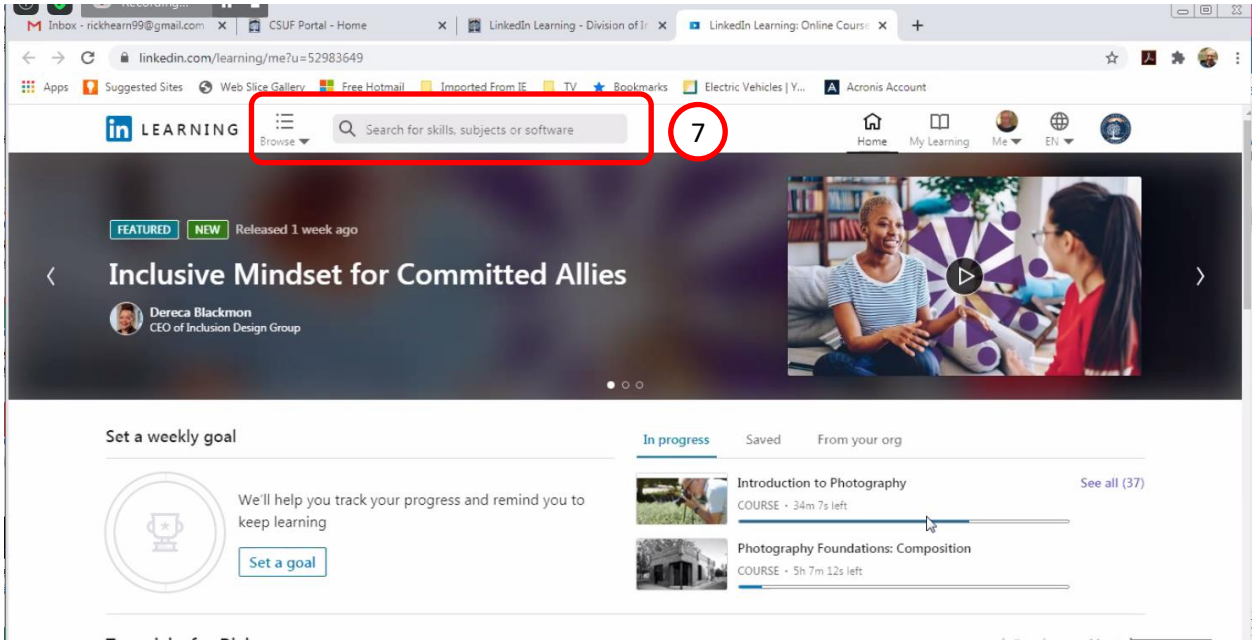 Recording...
Inbox - rickhearn99@gmail.com
CSUF Portal - Home
LinkedIn Learning - Division of Ir
LinkedIn Learning: Online Course
linkedin.com/learning/me?u=52983649
Apps Suggested Sites Web Slice Gallery Free Hotmail Imported From IE TV Bookmarks Electric Vehicles | Y... Acronis Account
in LEARNING
Browse
Search for skills, subjects or software
7
Home
My Learning
Me
EN
FEATURED NEW Released 1 week ago
Inclusive Mindset for Committed Allies
Dereca Blackmon
CEO of Inclusion Design Group
Set a weekly goal
We'll help you track your progress and remind you to
keep learning
Set a goal
In progress Saved From your org
Introduction to Photography
See all (37)
COURSE • 34m 7s left
Photography Foundations: Composition
COURSE • 5h 7m 12s left